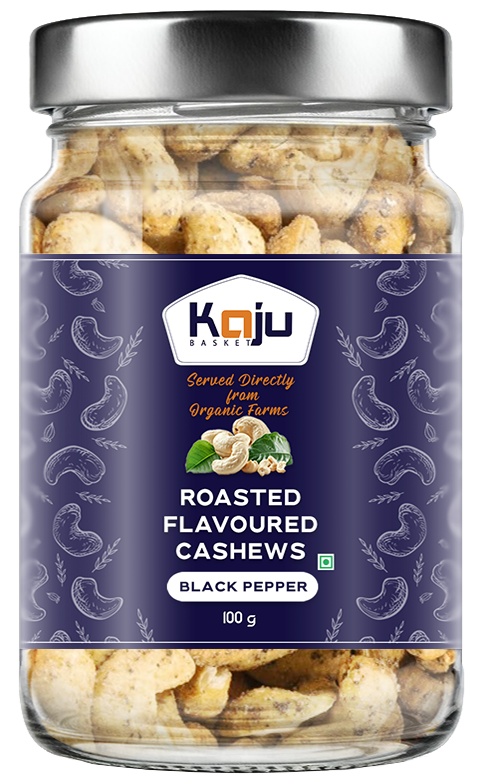 Kaju
BASKET
Served Directly
from
Organic Farms
ROASTED
FLAVOURED
CASHEWS
BLACK PEPPER
100 g